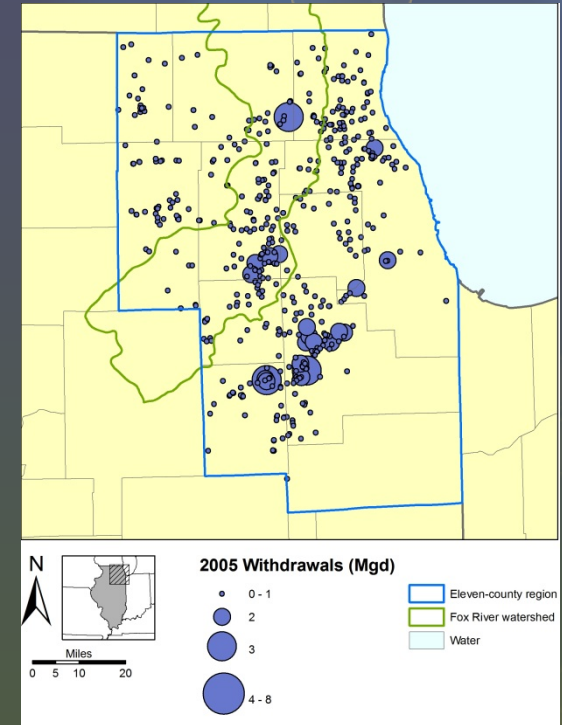 2005 Withdrawals (Mgd)
0 - 1
2
3
4 - 8
Eleven-county region
Fox River watershed
Water
N
Miles
0 5 10 20